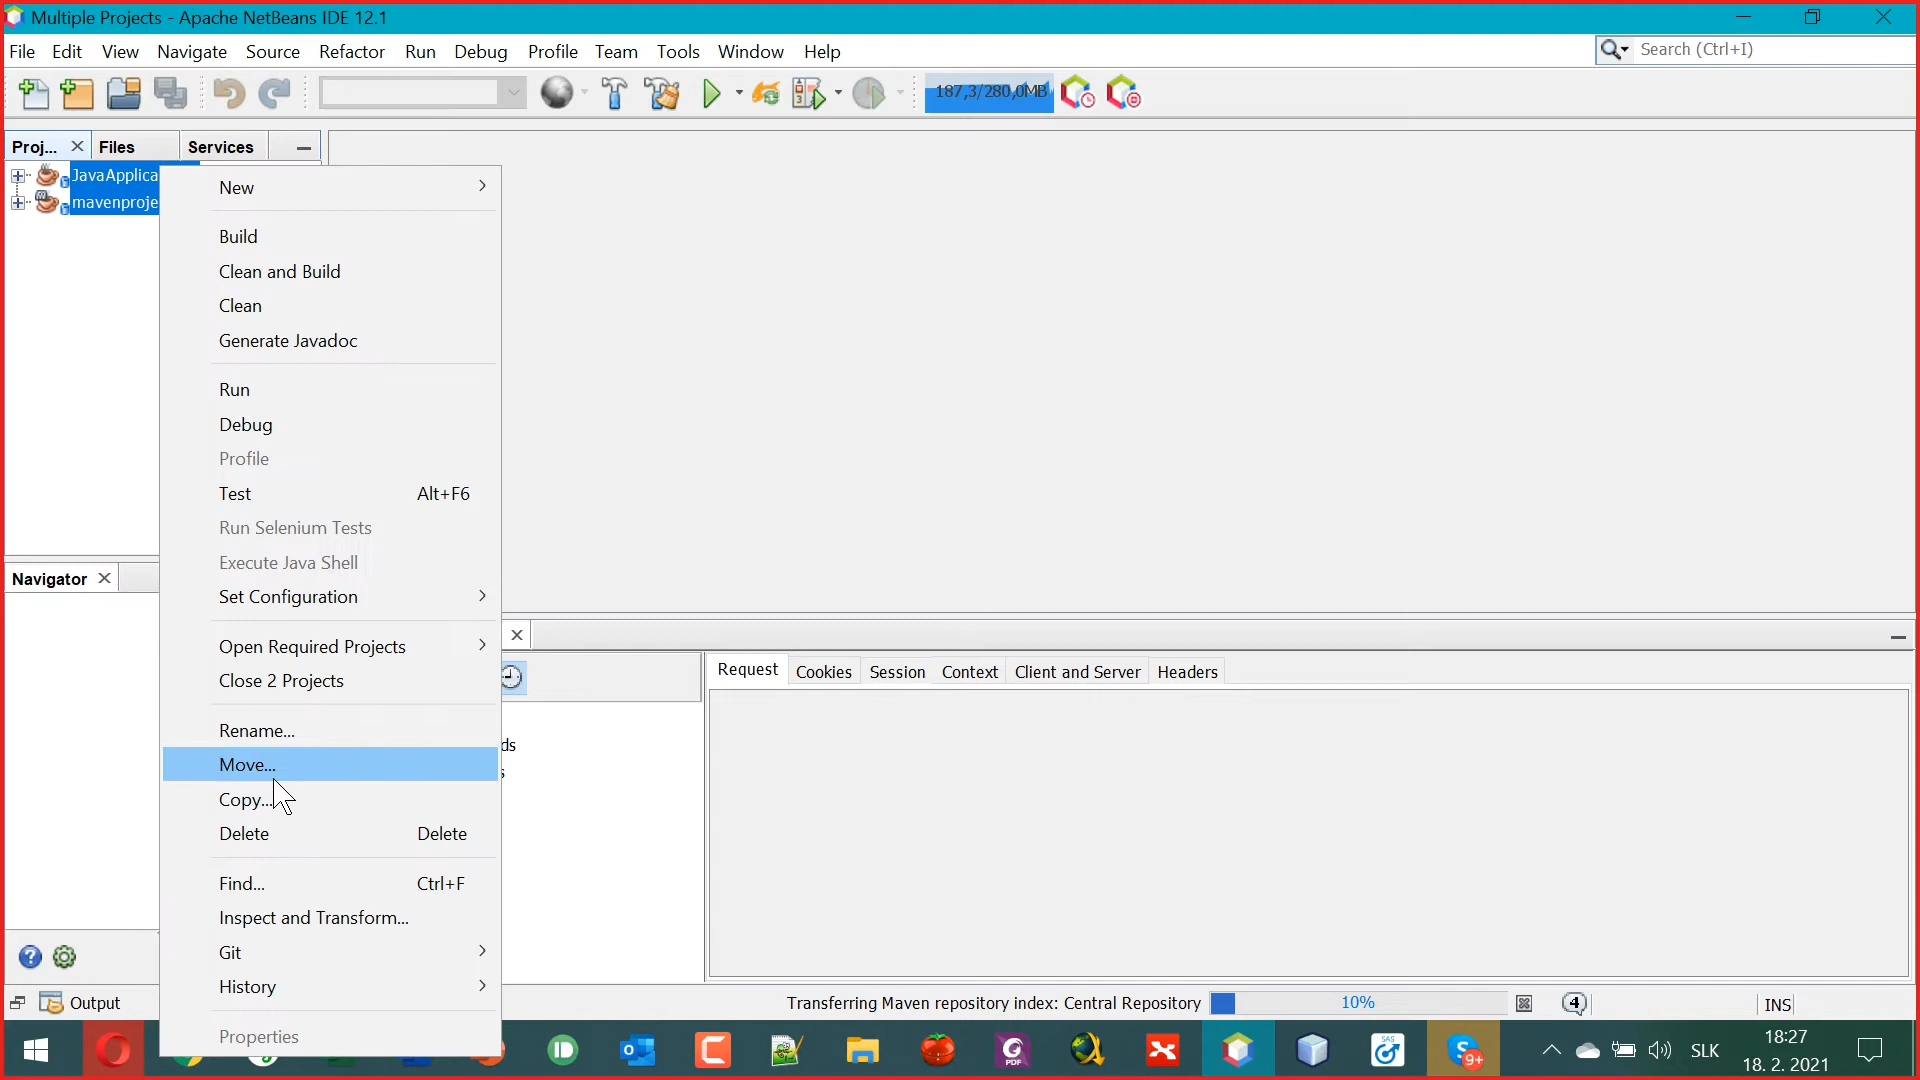 Multiple Projects - Apache NetBeans IDE 12.1
File Edit View Navigate Source Refactor Run Debug Profile Team Tools Window Help
Search (Ctrl+I)
187,3/280,0MB
Proj... Files Services
JavaApplica
mavenproje
New
Build
Clean and Build
Clean
Generate Javadoc
Run
Debug
Profile
Test Alt+F6
Run Selenium Tests
Execute Java Shell
Set Configuration
Open Required Projects
Close 2 Projects
Rename...
Move...
Copy...
Delete Delete
Find... Ctrl+F
Inspect and Transform...
Git
History
Properties
Navigator
Request Cookies Session Context Client and Server Headers
ds
s
Output
Transferring Maven repository index: Central Repository 10% 4 INS
PDF
SAS
9+
SLK
18:27
18. 2. 2021